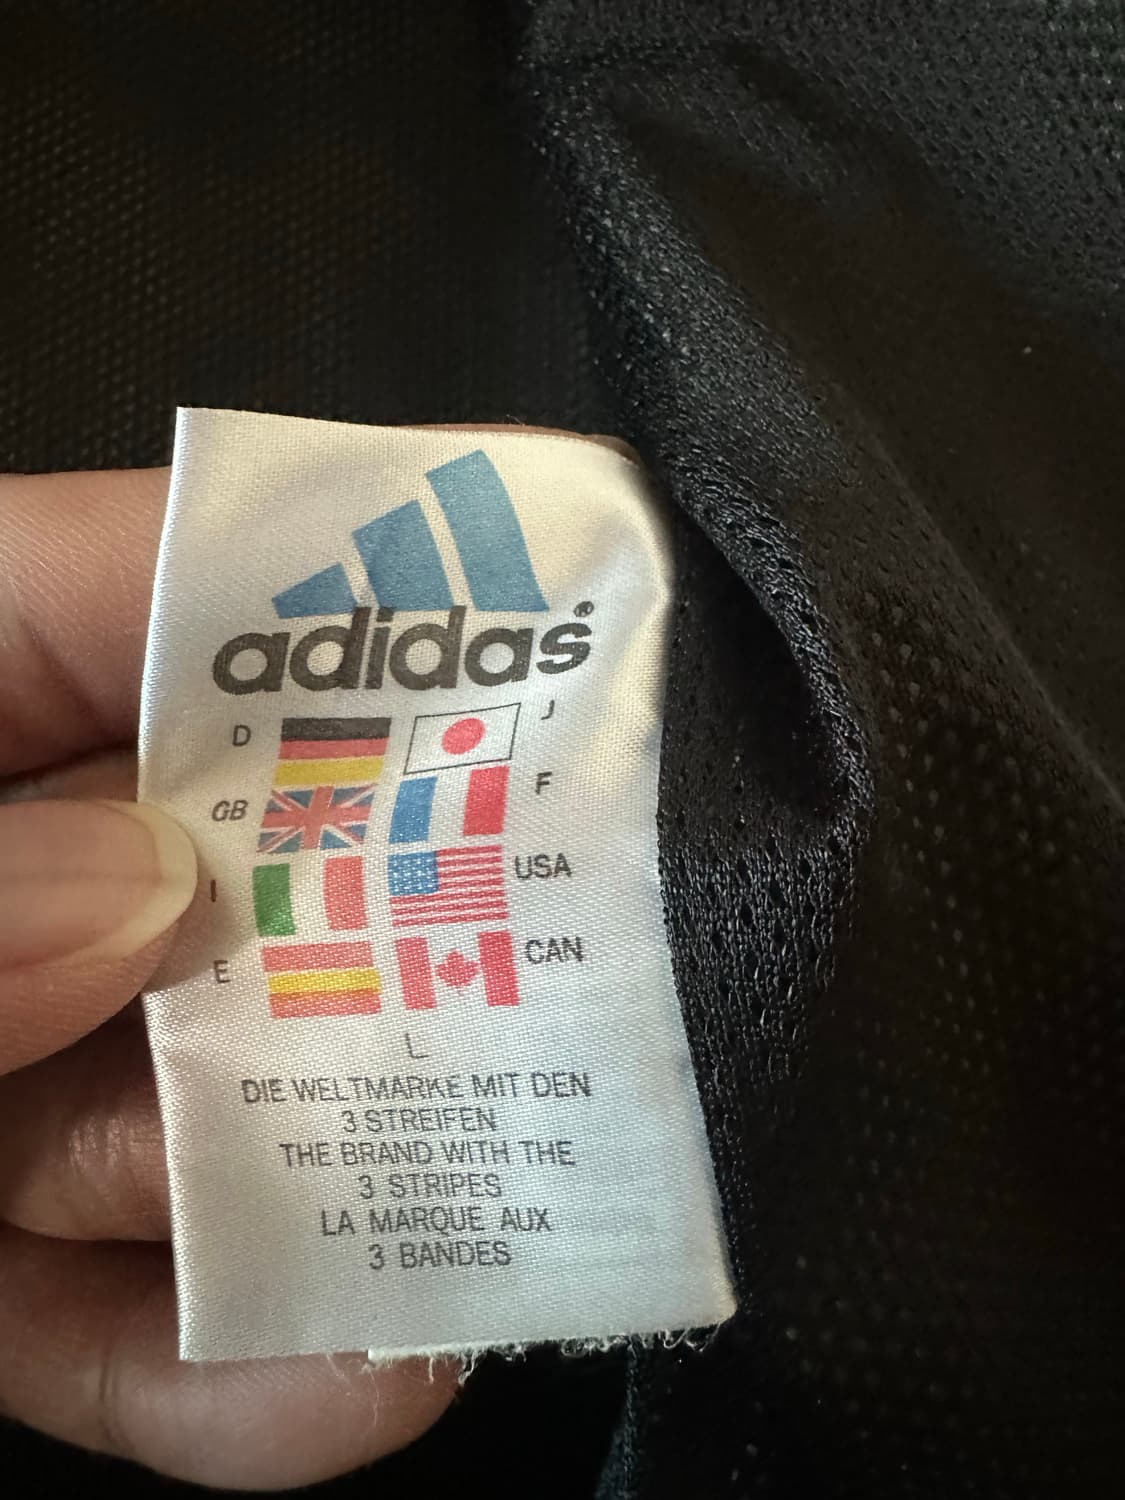 adidas®
D J
GB F
I USA
E CAN
L
DIE WELTMARKE MIT DEN
3 STREIFEN
THE BRAND WITH THE
3 STRIPES
LA MARQUE AUX
3 BANDES